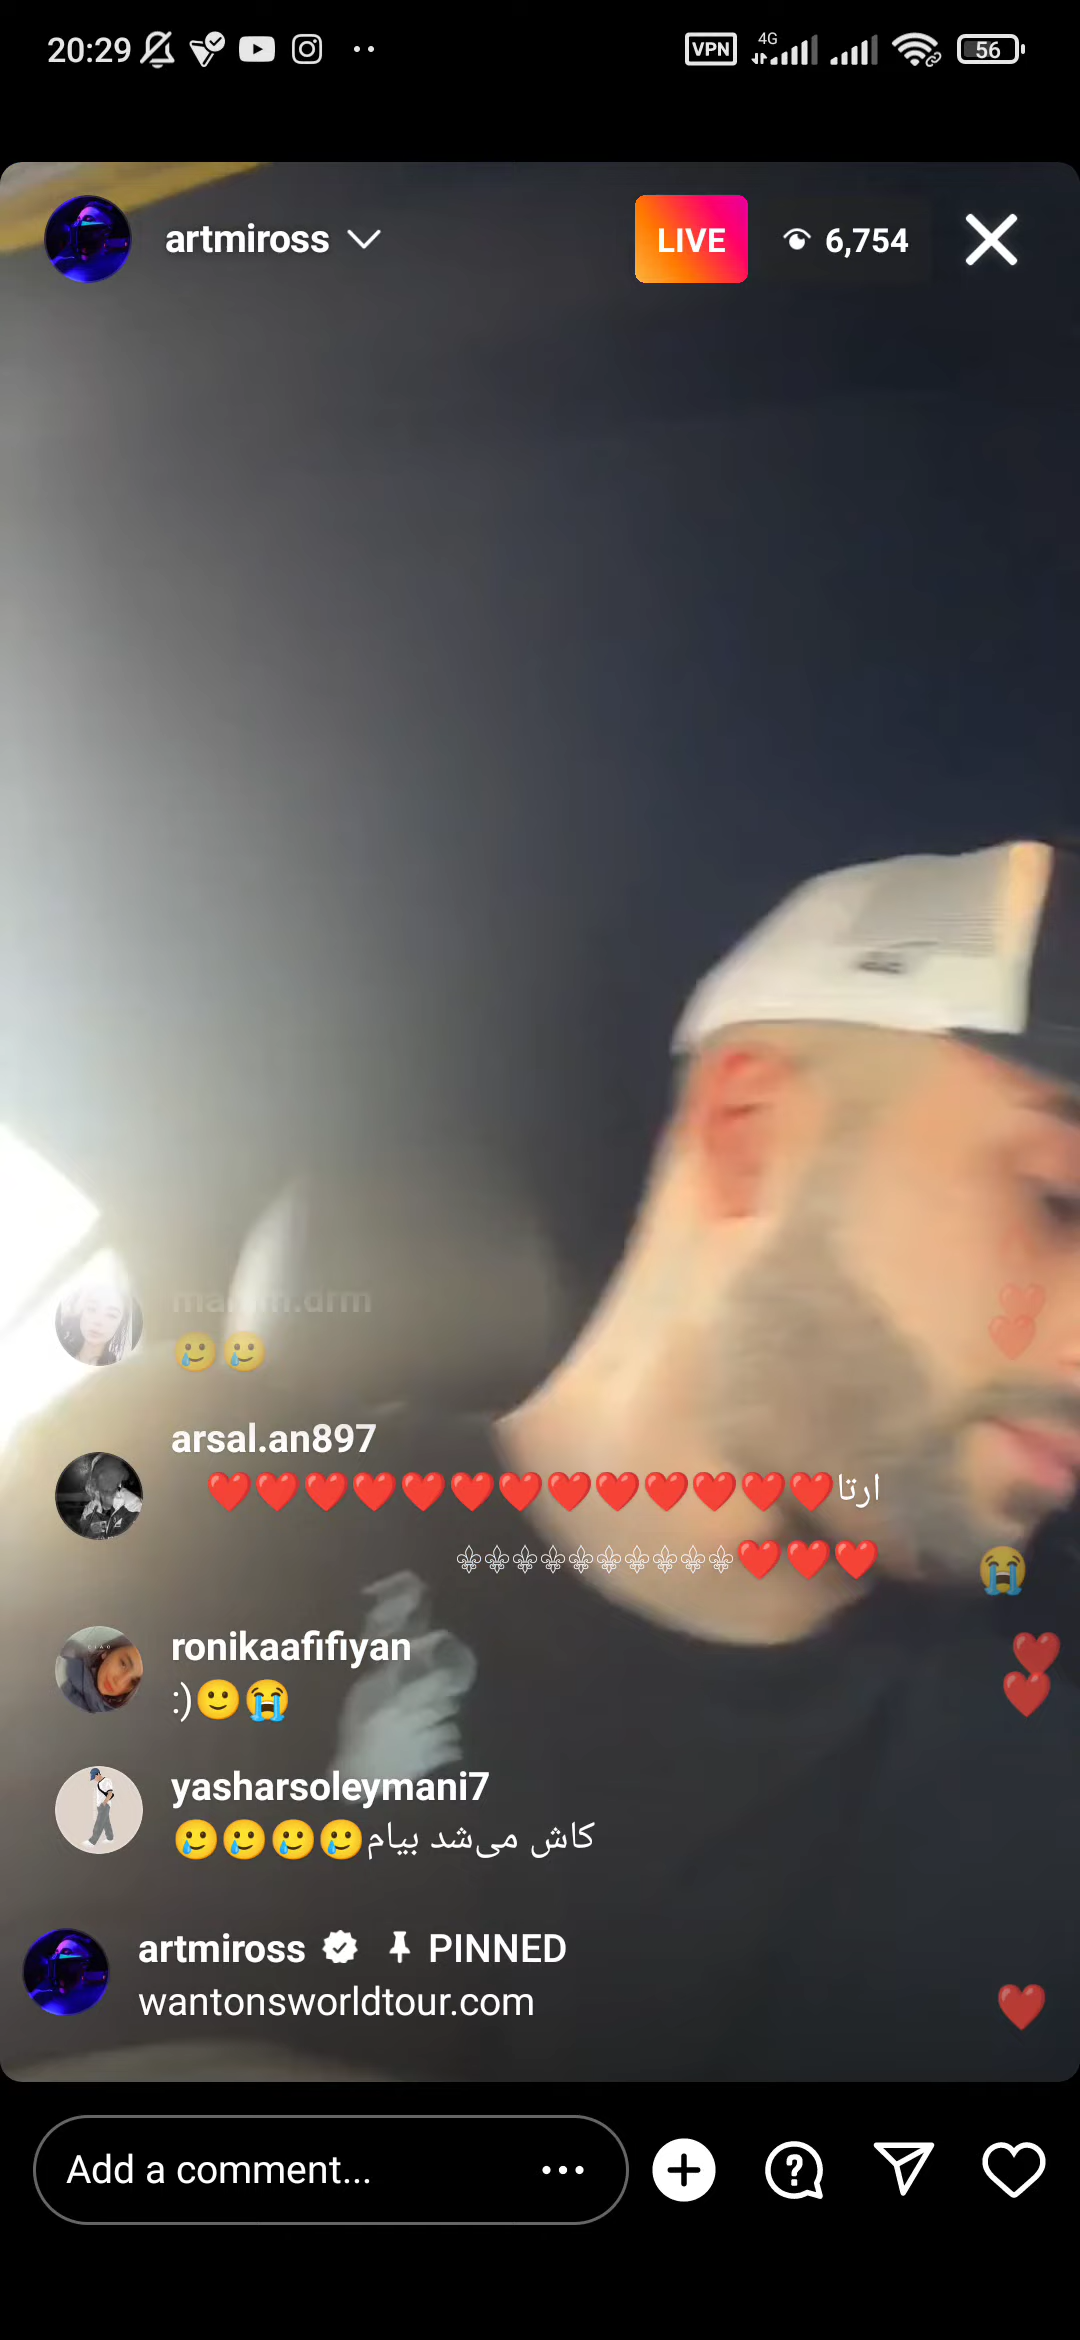 20:29
VPN 4G 56
artmiross LIVE 6,754
arsal.an897
ارتا❤️❤️❤️❤️❤️❤️❤️❤️❤️❤️❤️❤️❤️
❤️❤️❤️⚜⚜⚜⚜⚜⚜⚜⚜⚜⚜
🥲🥲
ronikaafifiyan
:)🙂😭
yasharsoleymani7
کاش می‌شد بیام🥲🥲🥲🥲
artmiross PINNED
wantonsworldtour.com
Add a comment...